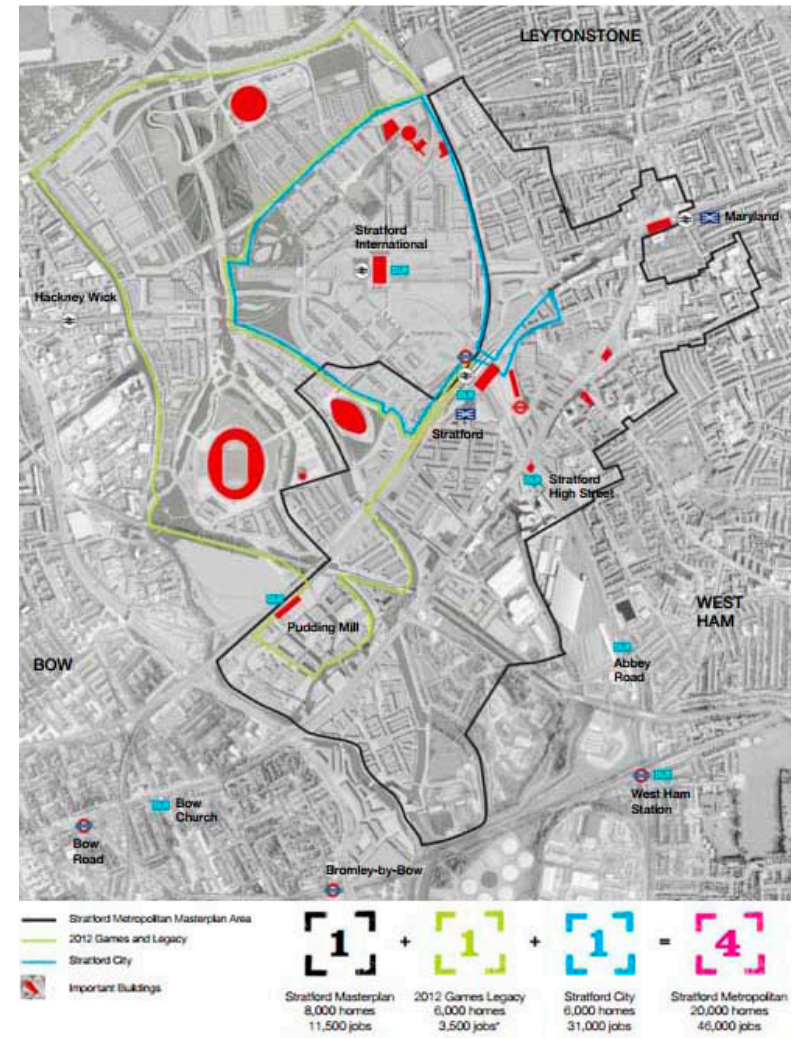 LEYTONSTONE
Maryland
Stratford
International
Hackney Wick
Stratford
Stratford
High Street
Pudding Mill
WEST
HAM
BOW
Abbey
Road
West Ham
Station
Bow
Church
Bow
Road
Bromley-by-Bow
Stratford Metropolitan Masterplan Area
2012 Games and Legacy
Stratford City
Important Buildings
1 + 1 + 1 = 4
Stratford Masterplan
8,000 homes
11,500 jobs
2012 Games Legacy
6,000 homes
3,500 jobs*
Stratford City
6,000 homes
31,000 jobs
Stratford Metropolitan
20,000 homes
46,000 jobs